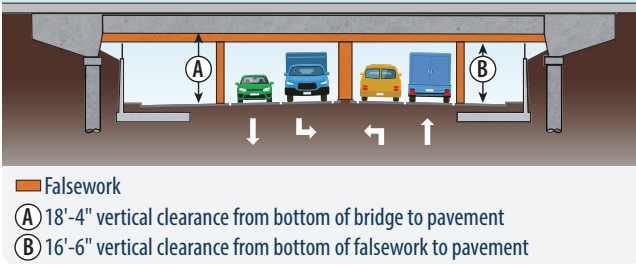 A
B
Falsework
A 18'-4" vertical clearance from bottom of bridge to pavement
B 16'-6" vertical clearance from bottom of falsework to pavement